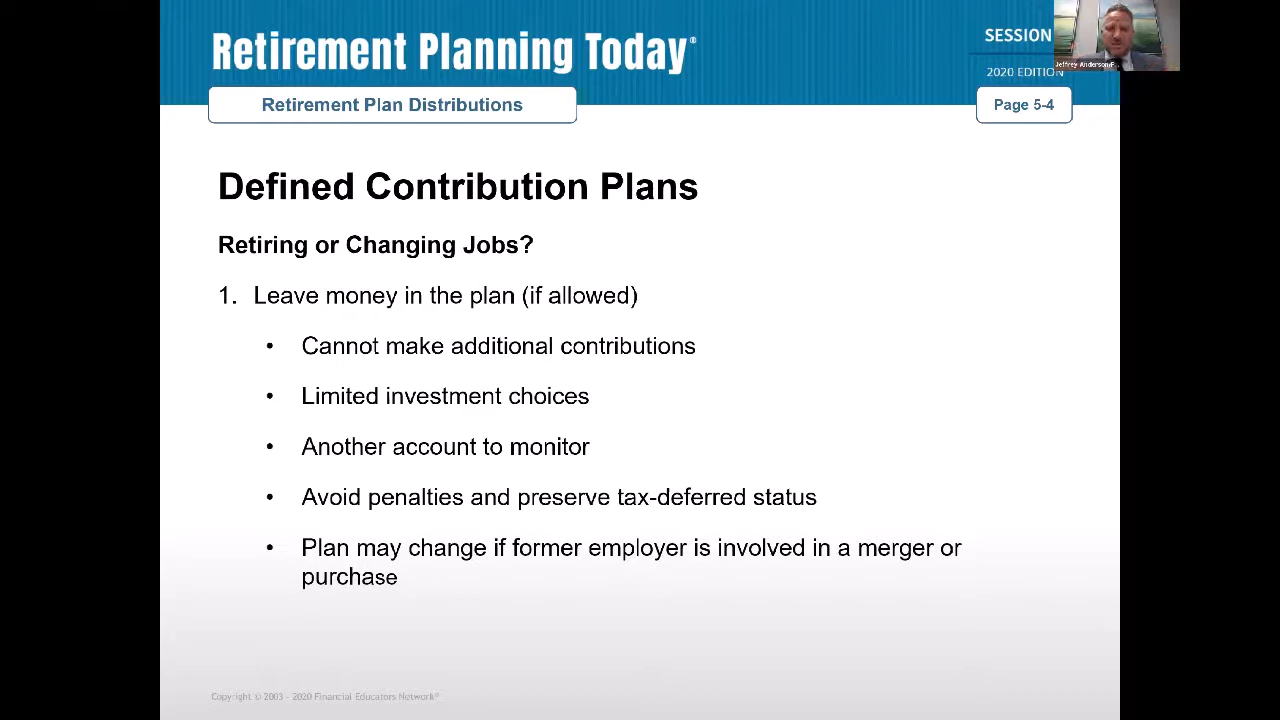 Retirement Planning Today®
SESSION
2020 EDITION
Jeffrey Anderson
Retirement Plan Distributions
Page 5-4
Defined Contribution Plans
Retiring or Changing Jobs?
1. Leave money in the plan (if allowed)
• Cannot make additional contributions
• Limited investment choices
• Another account to monitor
• Avoid penalties and preserve tax-deferred status
• Plan may change if former employer is involved in a merger or
purchase
Copyright © 2003 - 2020 Financial Educators Network®